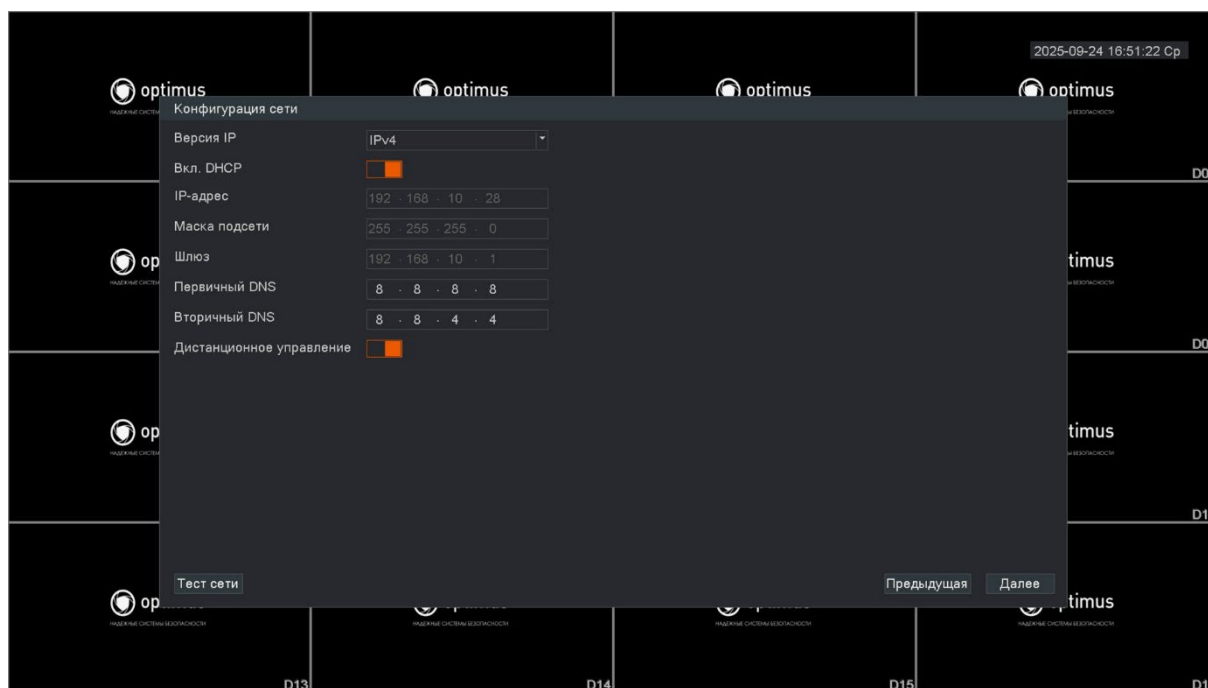 2025-09-24 16:51:22 Ср
optimus optimus optimus optimus
Конфигурация сети
Версия IP IPv4
Вкл. DHCP
IP-адрес 192 . 168 . 10 . 28
Маска подсети 255 . 255 . 255 . 0
Шлюз 192 . 168 . 10 . 1
Первичный DNS 8 . 8 . 8 . 8
Вторичный DNS 8 . 8 . 4 . 4
Дистанционное управление
Тест сети Предыдущая Далее
НАДЕЖНЫЕ СИСТЕМЫ БЕЗОПАСНОСТИ НАДЕЖНЫЕ СИСТЕМЫ БЕЗОПАСНОСТИ НАДЕЖНЫЕ СИСТЕМЫ БЕЗОПАСНОСТИ НАДЕЖНЫЕ СИСТЕМЫ БЕЗОПАСНОСТИ
D13 D14 D15